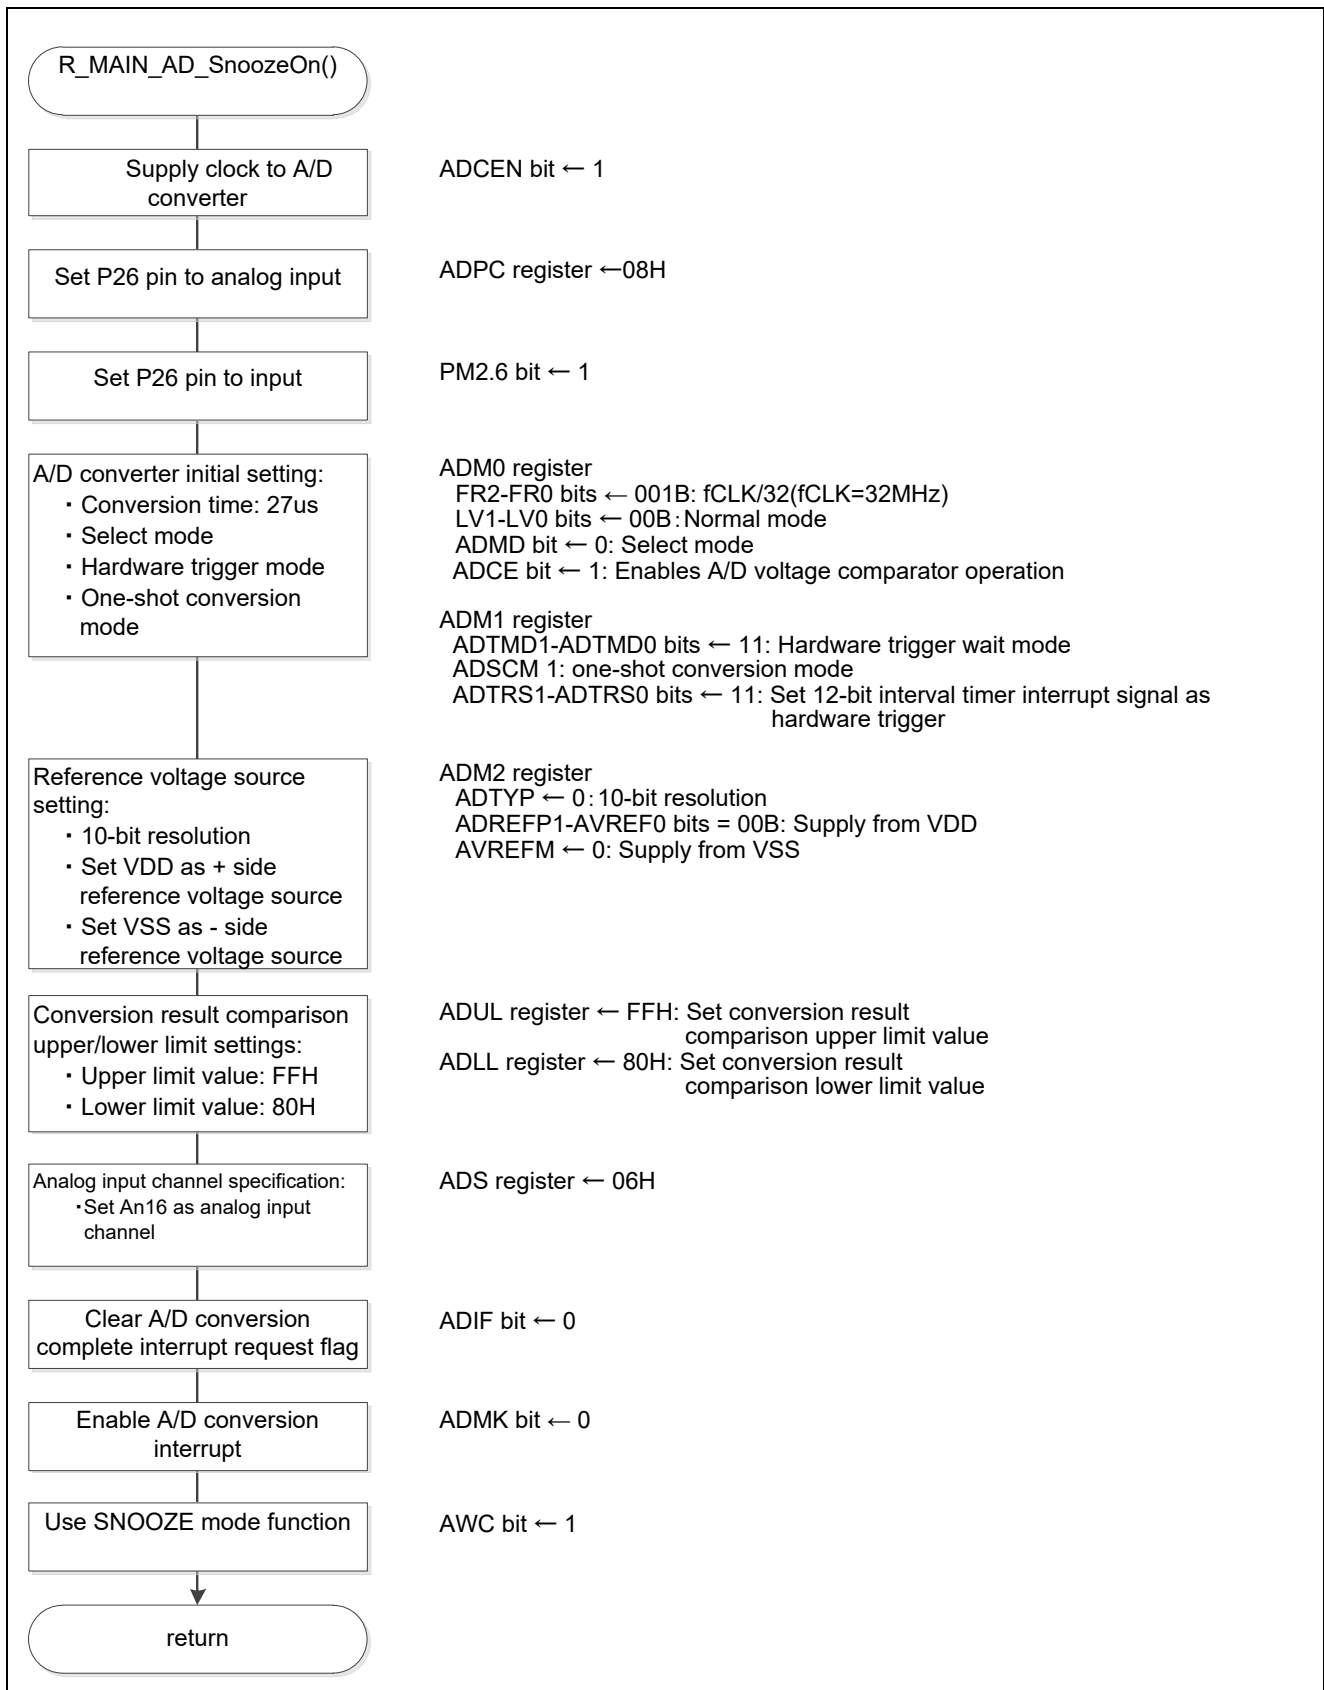 R_MAIN_AD_SnoozeOn()
Supply clock to A/D
converter
ADCEN bit ← 1
Set P26 pin to analog input
ADPC register ←08H
Set P26 pin to input
PM2.6 bit ← 1
A/D converter initial setting:
・Conversion time: 27us
・Select mode
・Hardware trigger mode
・One-shot conversion
mode
ADM0 register
FR2-FR0 bits ← 001B: fCLK/32(fCLK=32MHz)
LV1-LV0 bits ← 00B:Normal mode
ADMD bit ← 0: Select mode
ADCE bit ← 1: Enables A/D voltage comparator operation
ADM1 register
ADTMD1-ADTMD0 bits ← 11: Hardware trigger wait mode
ADSCM 1: one-shot conversion mode
ADTRS1-ADTRS0 bits ← 11: Set 12-bit interval timer interrupt signal as
hardware trigger
Reference voltage source
setting:
・10-bit resolution
・Set VDD as + side
reference voltage source
・Set VSS as - side
reference voltage source
ADM2 register
ADTYP ← 0:10-bit resolution
ADREFP1-AVREF0 bits = 00B: Supply from VDD
AVREFM ← 0: Supply from VSS
Conversion result comparison
upper/lower limit settings:
・Upper limit value: FFH
・Lower limit value: 80H
ADUL register ← FFH: Set conversion result
comparison upper limit value
ADLL register ← 80H: Set conversion result
comparison lower limit value
Analog input channel specification:
・Set An16 as analog input
channel
ADS register ← 06H
Clear A/D conversion
complete interrupt request flag
ADIF bit ← 0
Enable A/D conversion
interrupt
ADMK bit ← 0
Use SNOOZE mode function
AWC bit ← 1
return